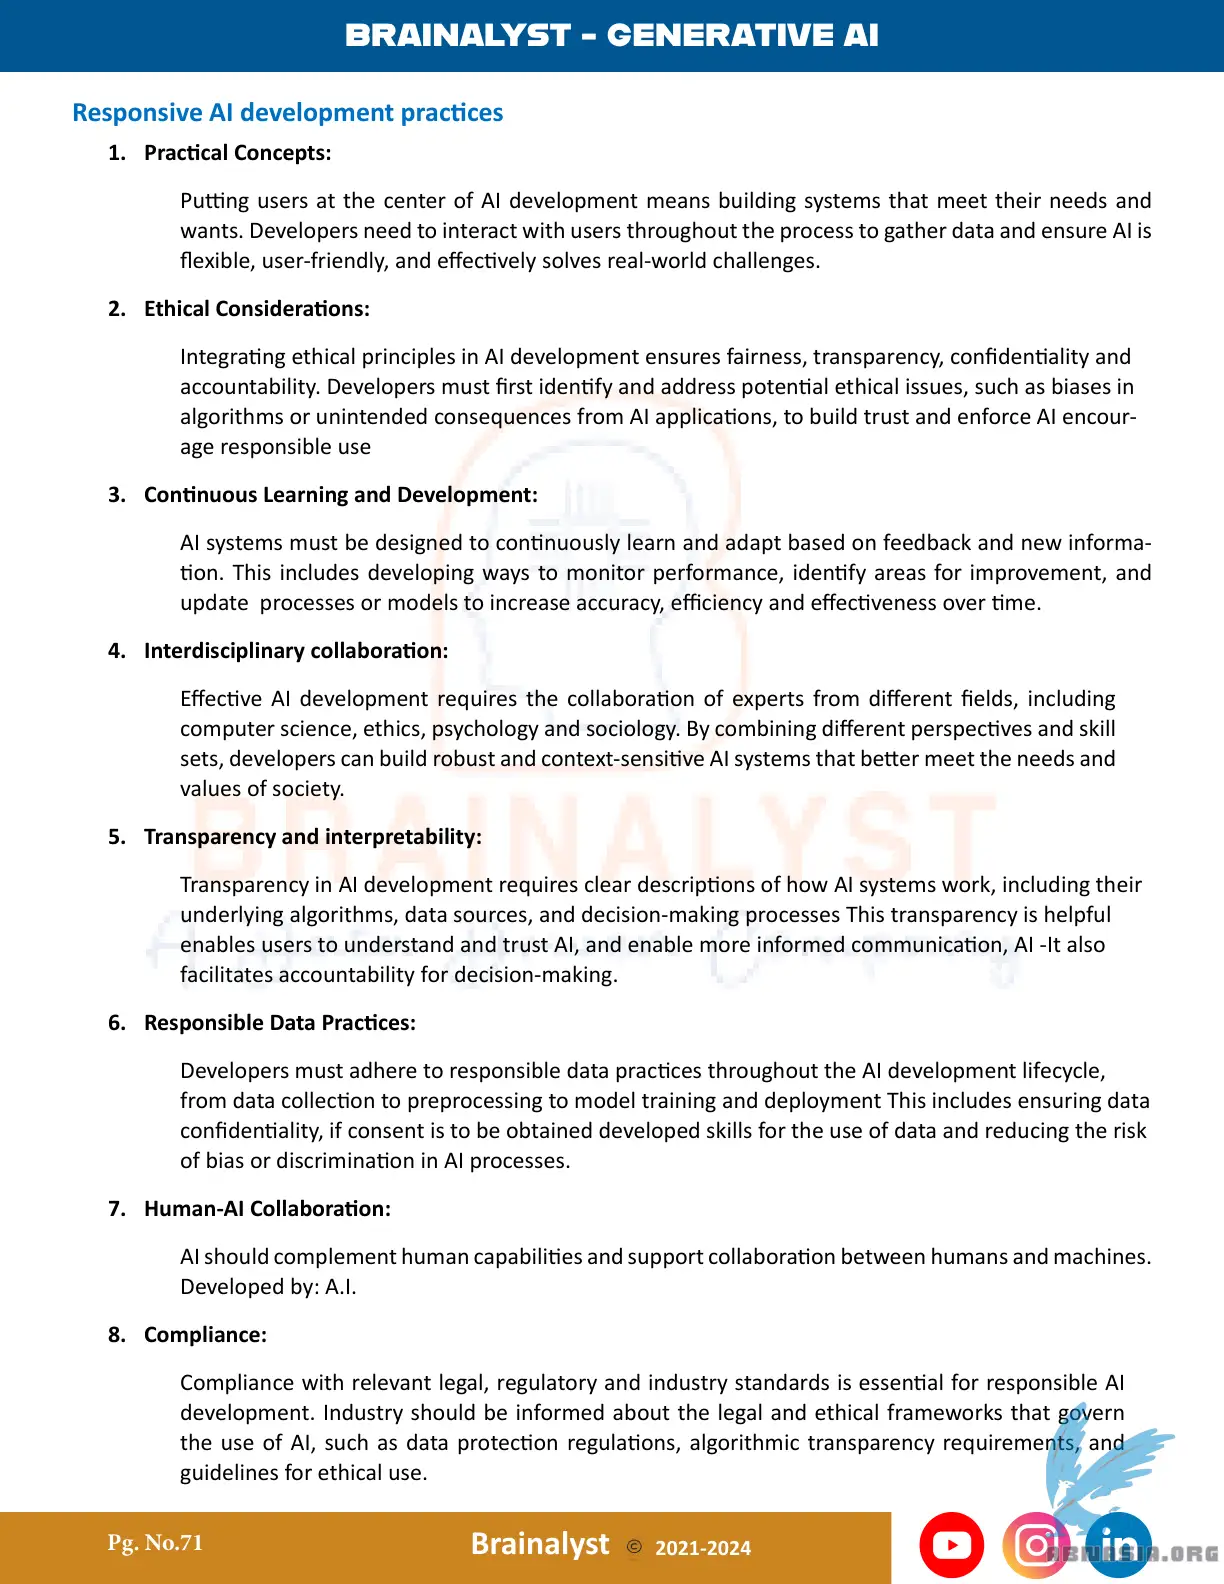 BRAINALYST - GENERATIVE AI
Responsive AI development practices
1. Practical Concepts:
Putting users at the center of AI development means building systems that meet their needs and
wants. Developers need to interact with users throughout the process to gather data and ensure AI is
flexible, user-friendly, and effectively solves real-world challenges.
2. Ethical Considerations:
Integrating ethical principles in AI development ensures fairness, transparency, confidentiality and
accountability. Developers must first identify and address potential ethical issues, such as biases in
algorithms or unintended consequences from AI applications, to build trust and enforce AI encour-
age responsible use
3. Continuous Learning and Development:
AI systems must be designed to continuously learn and adapt based on feedback and new informa-
tion. This includes developing ways to monitor performance, identify areas for improvement, and
update processes or models to increase accuracy, efficiency and effectiveness over time.
4. Interdisciplinary collaboration:
Effective AI development requires the collaboration of experts from different fields, including
computer science, ethics, psychology and sociology. By combining different perspectives and skill
sets, developers can build robust and context-sensitive AI systems that better meet the needs and
values of society.
BRAINALYST
5. Transparency and interpretability:
Transparency in AI development requires clear descriptions of how AI systems work, including their
underlying algorithms, data sources, and decision-making processes This transparency is helpful
enables users to understand and trust AI, and enable more informed communication, AI -It also
facilitates accountability for decision-making.
A Data Driven Company
6. Responsible Data Practices:
Developers must adhere to responsible data practices throughout the AI development lifecycle,
from data collection to preprocessing to model training and deployment This includes ensuring data
confidentiality, if consent is to be obtained developed skills for the use of data and reducing the risk
of bias or discrimination in AI processes.
7. Human-AI Collaboration:
AI should complement human capabilities and support collaboration between humans and machines.
Developed by: A.I.
8. Compliance:
Compliance with relevant legal, regulatory and industry standards is essential for responsible AI
development. Industry should be informed about the legal and ethical frameworks that govern
the use of AI, such as data protection regulations, algorithmic transparency requirements, and
guidelines for ethical use.
Pg. No.71
Brainalyst © 2021-2024
in
ABIVASIA.ORG